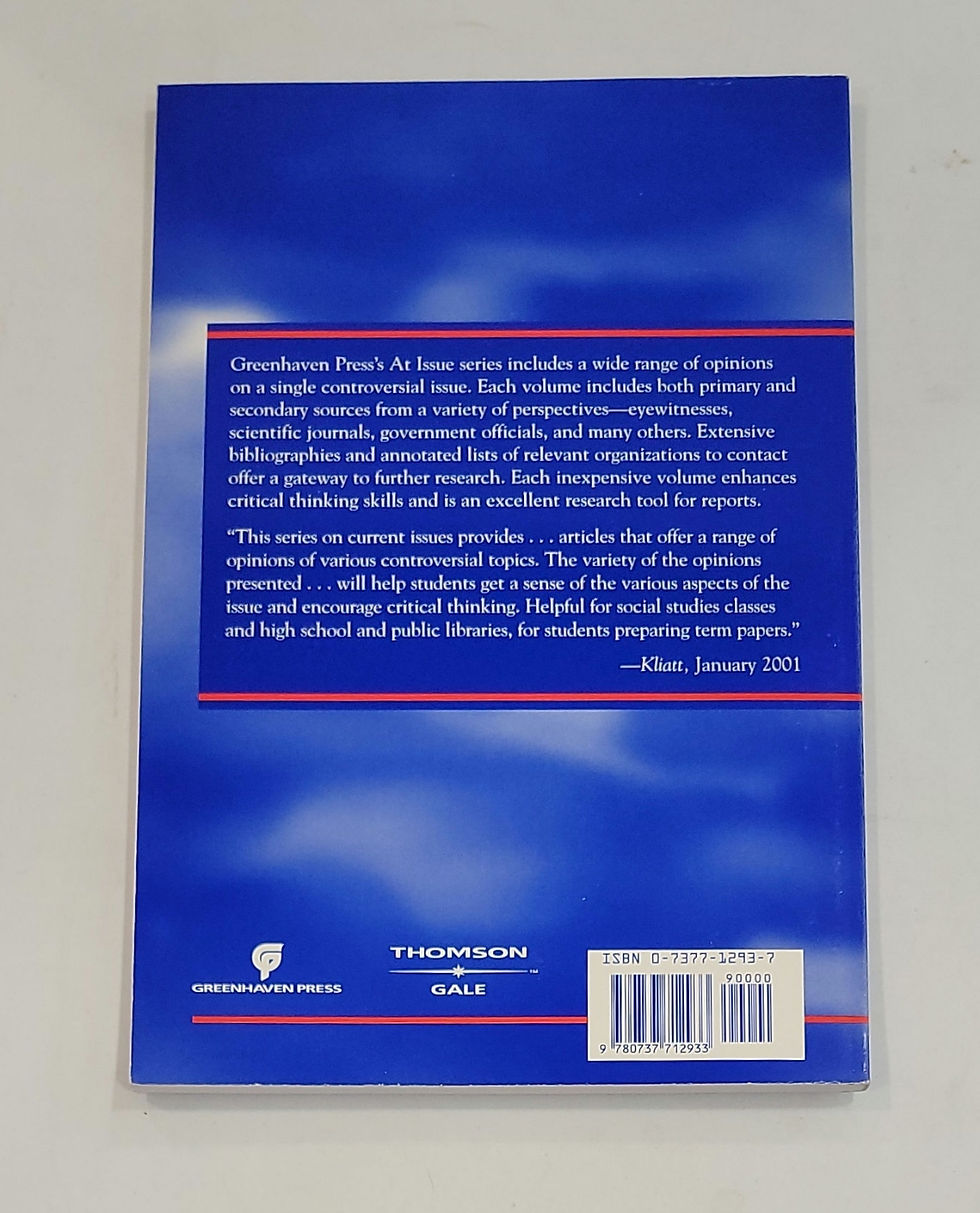 Greenhaven Press's At Issue series includes a wide range of opinions
on a single controversial issue. Each volume includes both primary and
secondary sources from a variety of perspectives—eyewitnesses,
scientific journals, government officials, and many others. Extensive
bibliographies and annotated lists of relevant organizations to contact
offer a gateway to further research. Each inexpensive volume enhances
critical thinking skills and is an excellent research tool for reports.
“This series on current issues provides . . . articles that offer a range of
opinions of various controversial topics. The variety of the opinions
presented . . . will help students get a sense of the various aspects of the
issue and encourage critical thinking. Helpful for social studies classes
and high school and public libraries, for students preparing term papers.”
—Kliatt, January 2001
GREENHAVEN PRESS
THOMSON
™
GALE
ISBN 0-7377-1293-7
90000
9 780737 712933